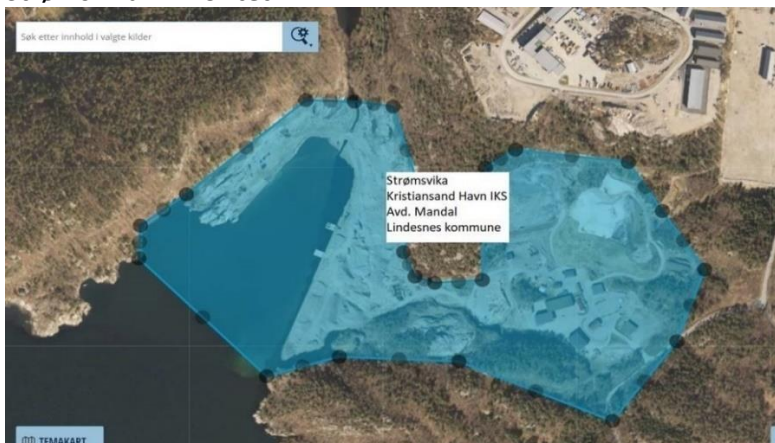 Søk etter innhold i valgte kilder
Strømsvika
Kristiansand Havn IKS
Avd. Mandal
Lindesnes kommune
TEMAKART